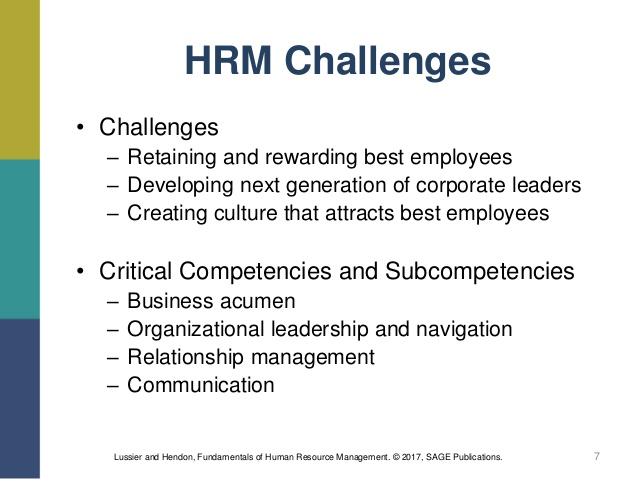 HRM Challenges
• Challenges
– Retaining and rewarding best employees
– Developing next generation of corporate leaders
– Creating culture that attracts best employees
• Critical Competencies and Subcompetencies
– Business acumen
– Organizational leadership and navigation
– Relationship management
– Communication
Lussier and Hendon, Fundamentals of Human Resource Management. © 2017, SAGE Publications.
7